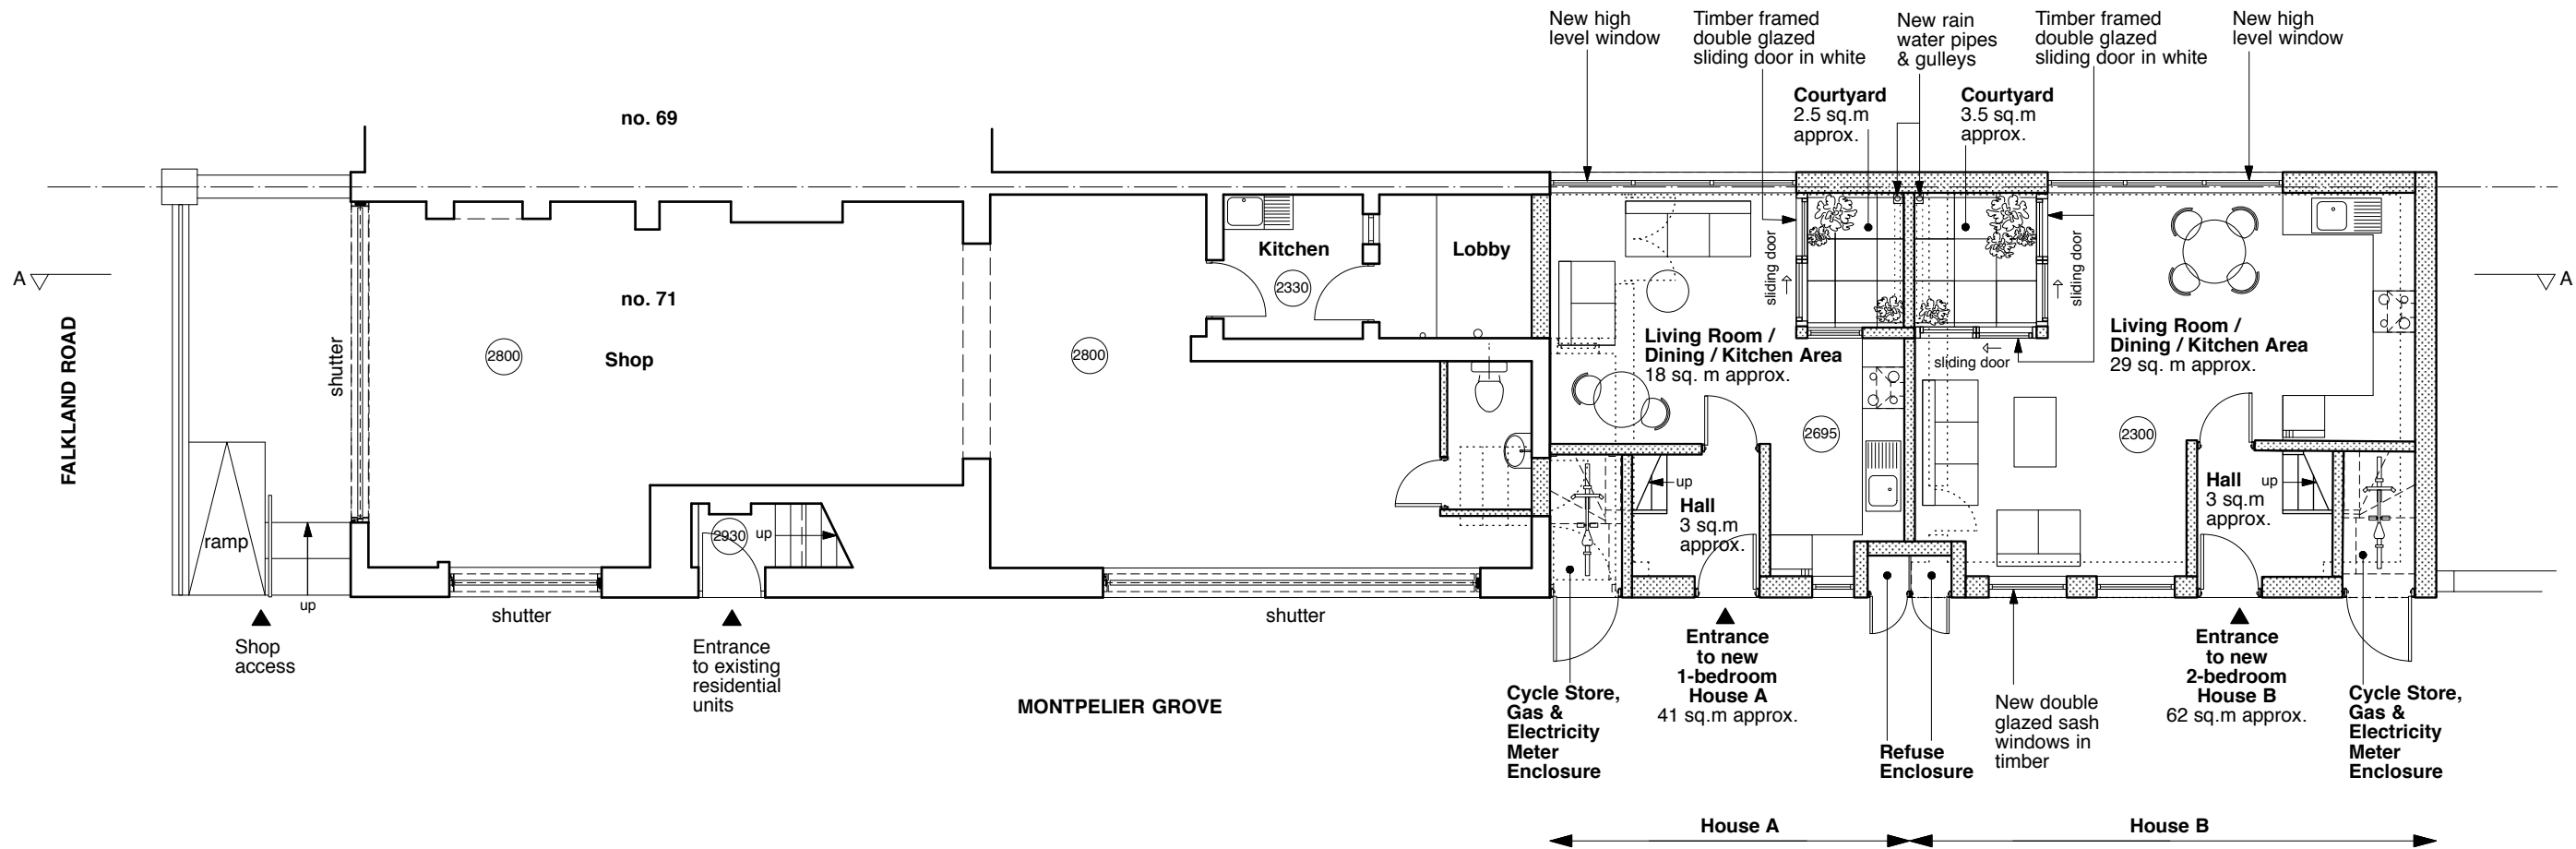 New high
level window
Timber framed
double glazed
sliding door in white
New rain
water pipes
& gulleys
Timber framed
double glazed
sliding door in white
New high
level window
Courtyard
2.5 sq.m
approx.
Courtyard
3.5 sq.m
approx.
no. 69
A
A
FALKLAND ROAD
shutter
no. 71
Shop
2800
2800
Kitchen
2330
Lobby
sliding door
sliding door
sliding door
Living Room /
Dining / Kitchen Area
18 sq. m approx.
Living Room /
Dining / Kitchen Area
29 sq. m approx.
2695
2300
up
Hall
3 sq.m
approx.
Hall
3 sq.m
approx.
up
ramp
up
2930
up
shutter
shutter
Shop
access
Entrance
to existing
residential
units
MONTPELIER GROVE
Cycle Store,
Gas &
Electricity
Meter
Enclosure
Entrance
to new
1-bedroom
House A
41 sq.m approx.
Refuse
Enclosure
New double
glazed sash
windows in
timber
Entrance
to new
2-bedroom
House B
62 sq.m approx.
Cycle Store,
Gas &
Electricity
Meter
Enclosure
House A
House B